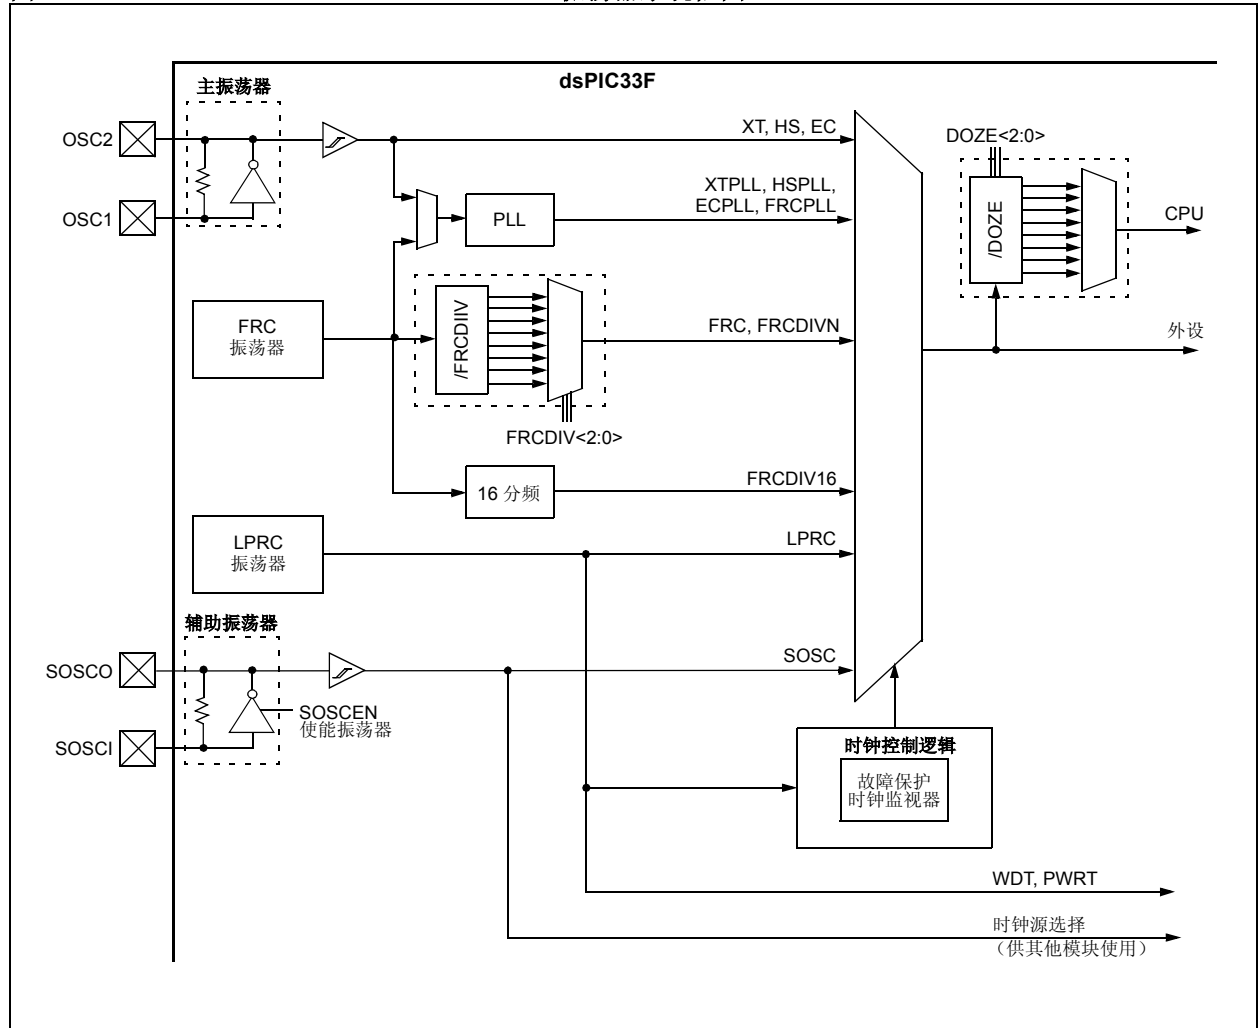 dsPIC33F
主振荡器
OSC2
OSC1
XT, HS, EC
XTPLL, HSPLL,
ECPLL, FRCPLL
PLL
DOZE<2:0>
/DOZE
CPU
FRC
振荡器
/FRCDIIV
FRC, FRCDIVN
外设
FRCDIV<2:0>
16 分频
FRCDIV16
LPRC
振荡器
LPRC
辅助振荡器
SOSCO
SOSC
SOSCEN
使能振荡器
SOSCI
时钟控制逻辑
故障保护
时钟监视器
WDT, PWRT
时钟源选择
（供其他模块使用）